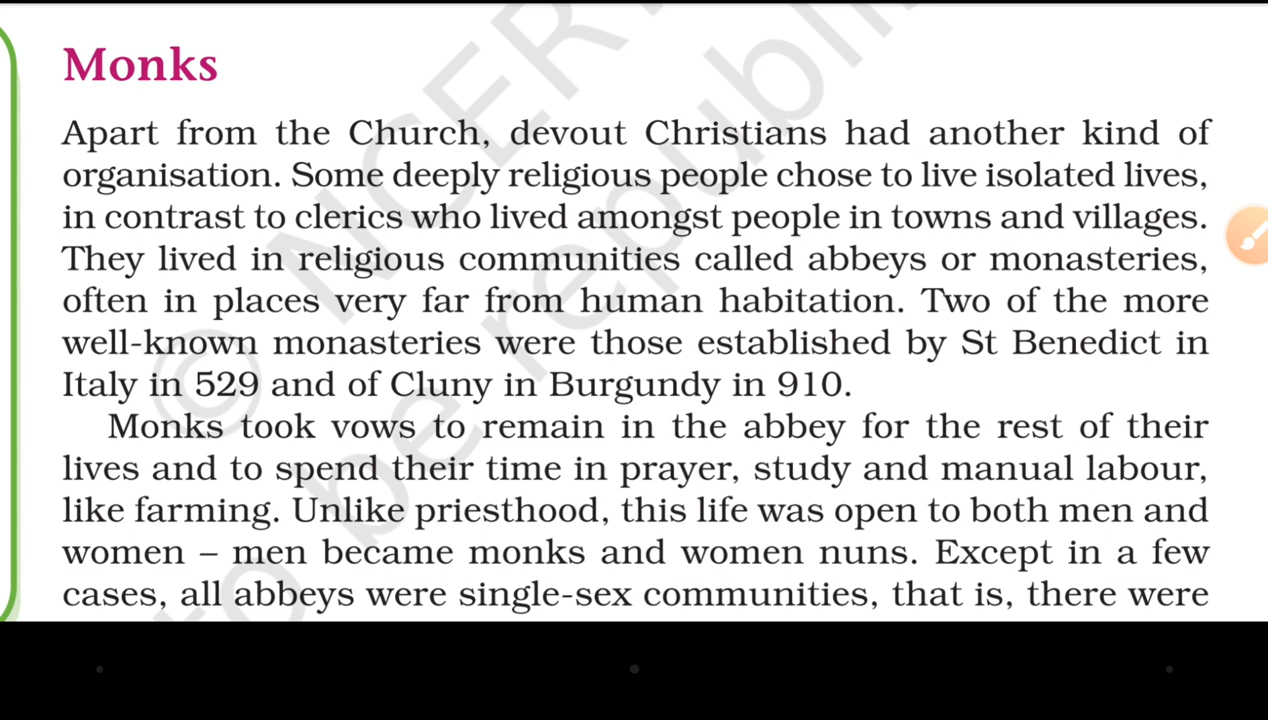 Monks
Apart from the Church, devout Christians had another kind of
organisation. Some deeply religious people chose to live isolated lives,
in contrast to clerics who lived amongst people in towns and villages.
They lived in religious communities called abbeys or monasteries,
often in places very far from human habitation. Two of the more
well-known monasteries were those established by St Benedict in
Italy in 529 and of Cluny in Burgundy in 910.
Monks took vows to remain in the abbey for the rest of their
lives and to spend their time in prayer, study and manual labour,
like farming. Unlike priesthood, this life was open to both men and
women – men became monks and women nuns. Except in a few
cases, all abbeys were single-sex communities, that is, there were
© NCER
to be republi